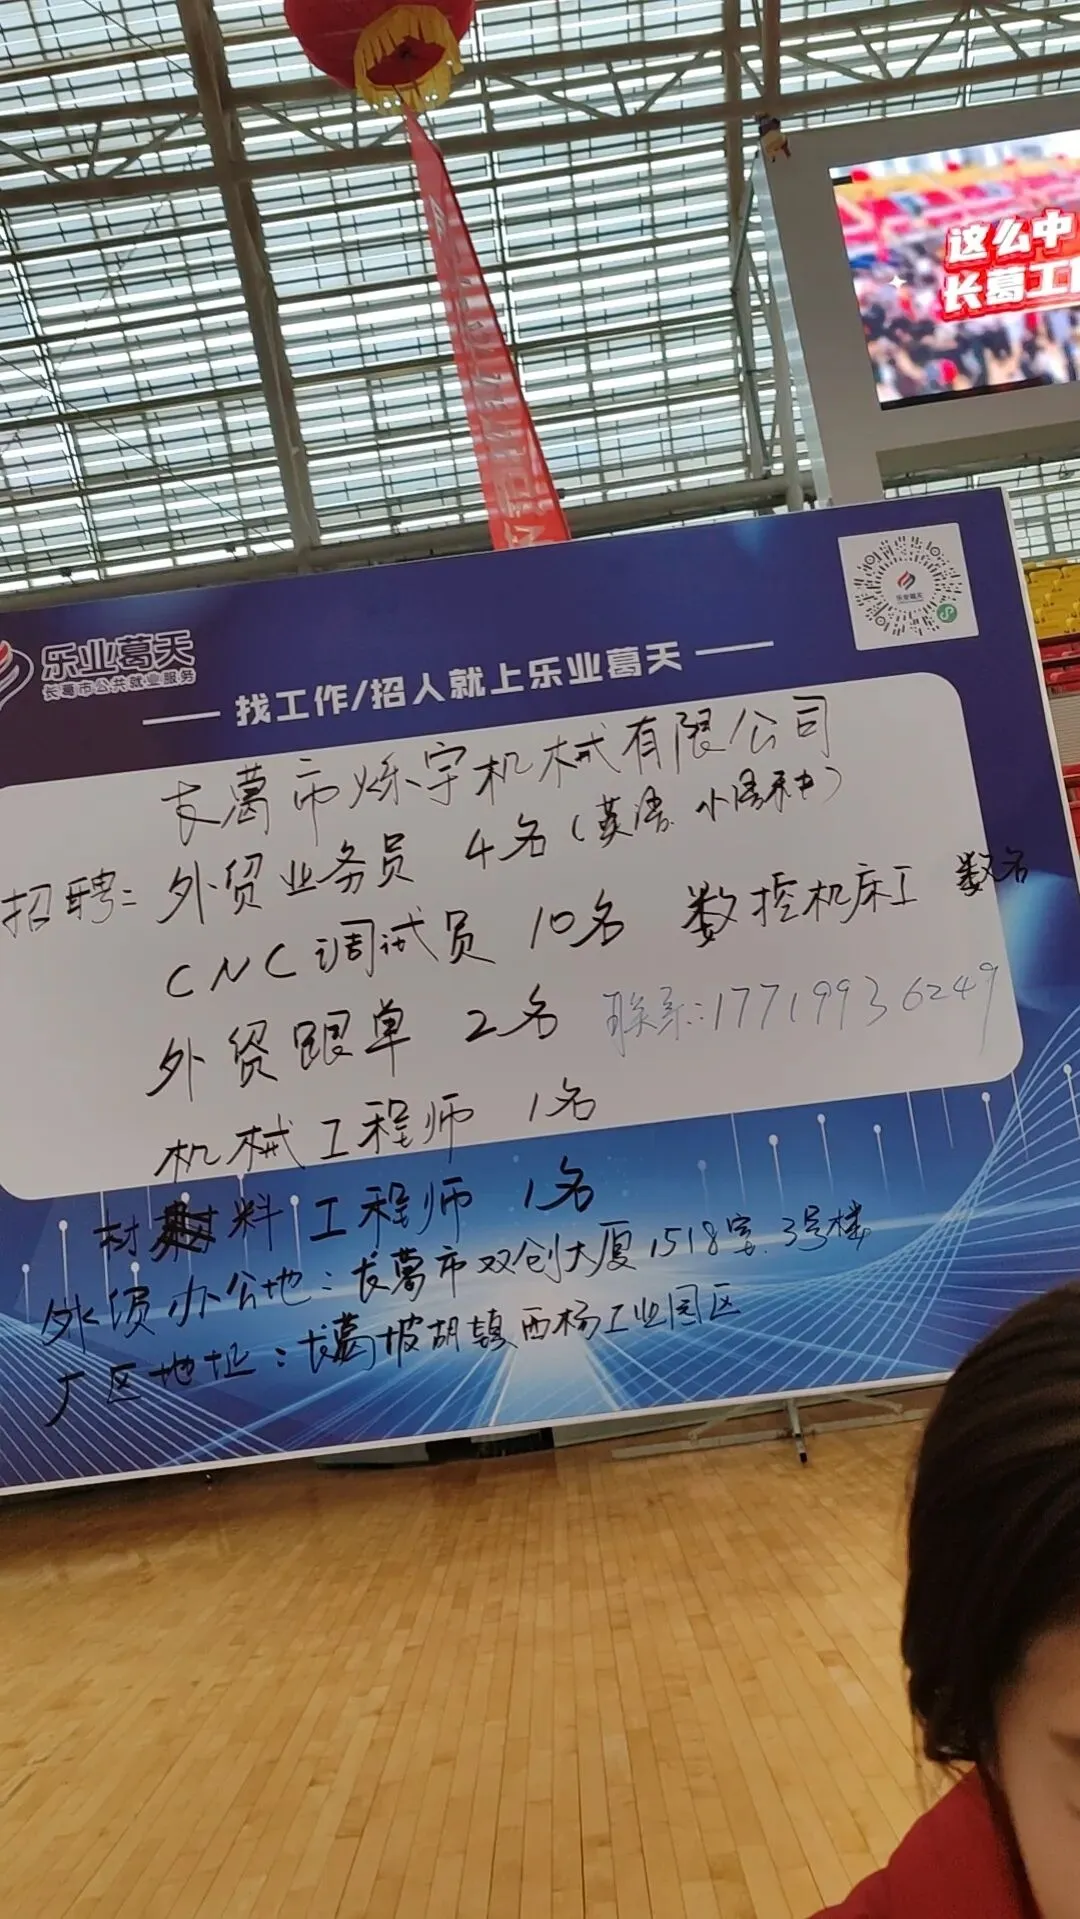 这么中
长葛工
乐业葛天
长葛市公共就业服务
找工作/招人就上乐业葛天
长葛市烁宇机械有限公司
招聘: 外贸业务员 4名(英语、小语种)
CNC调试员 10名 数控机床工 数名
外贸跟单 2名 联系:17719936249
机械工程师 1名
材料工程师 1名
外贸办公地:长葛市双创大厦1518室、3号楼
厂区地址:长葛坡胡镇西杨工业园区